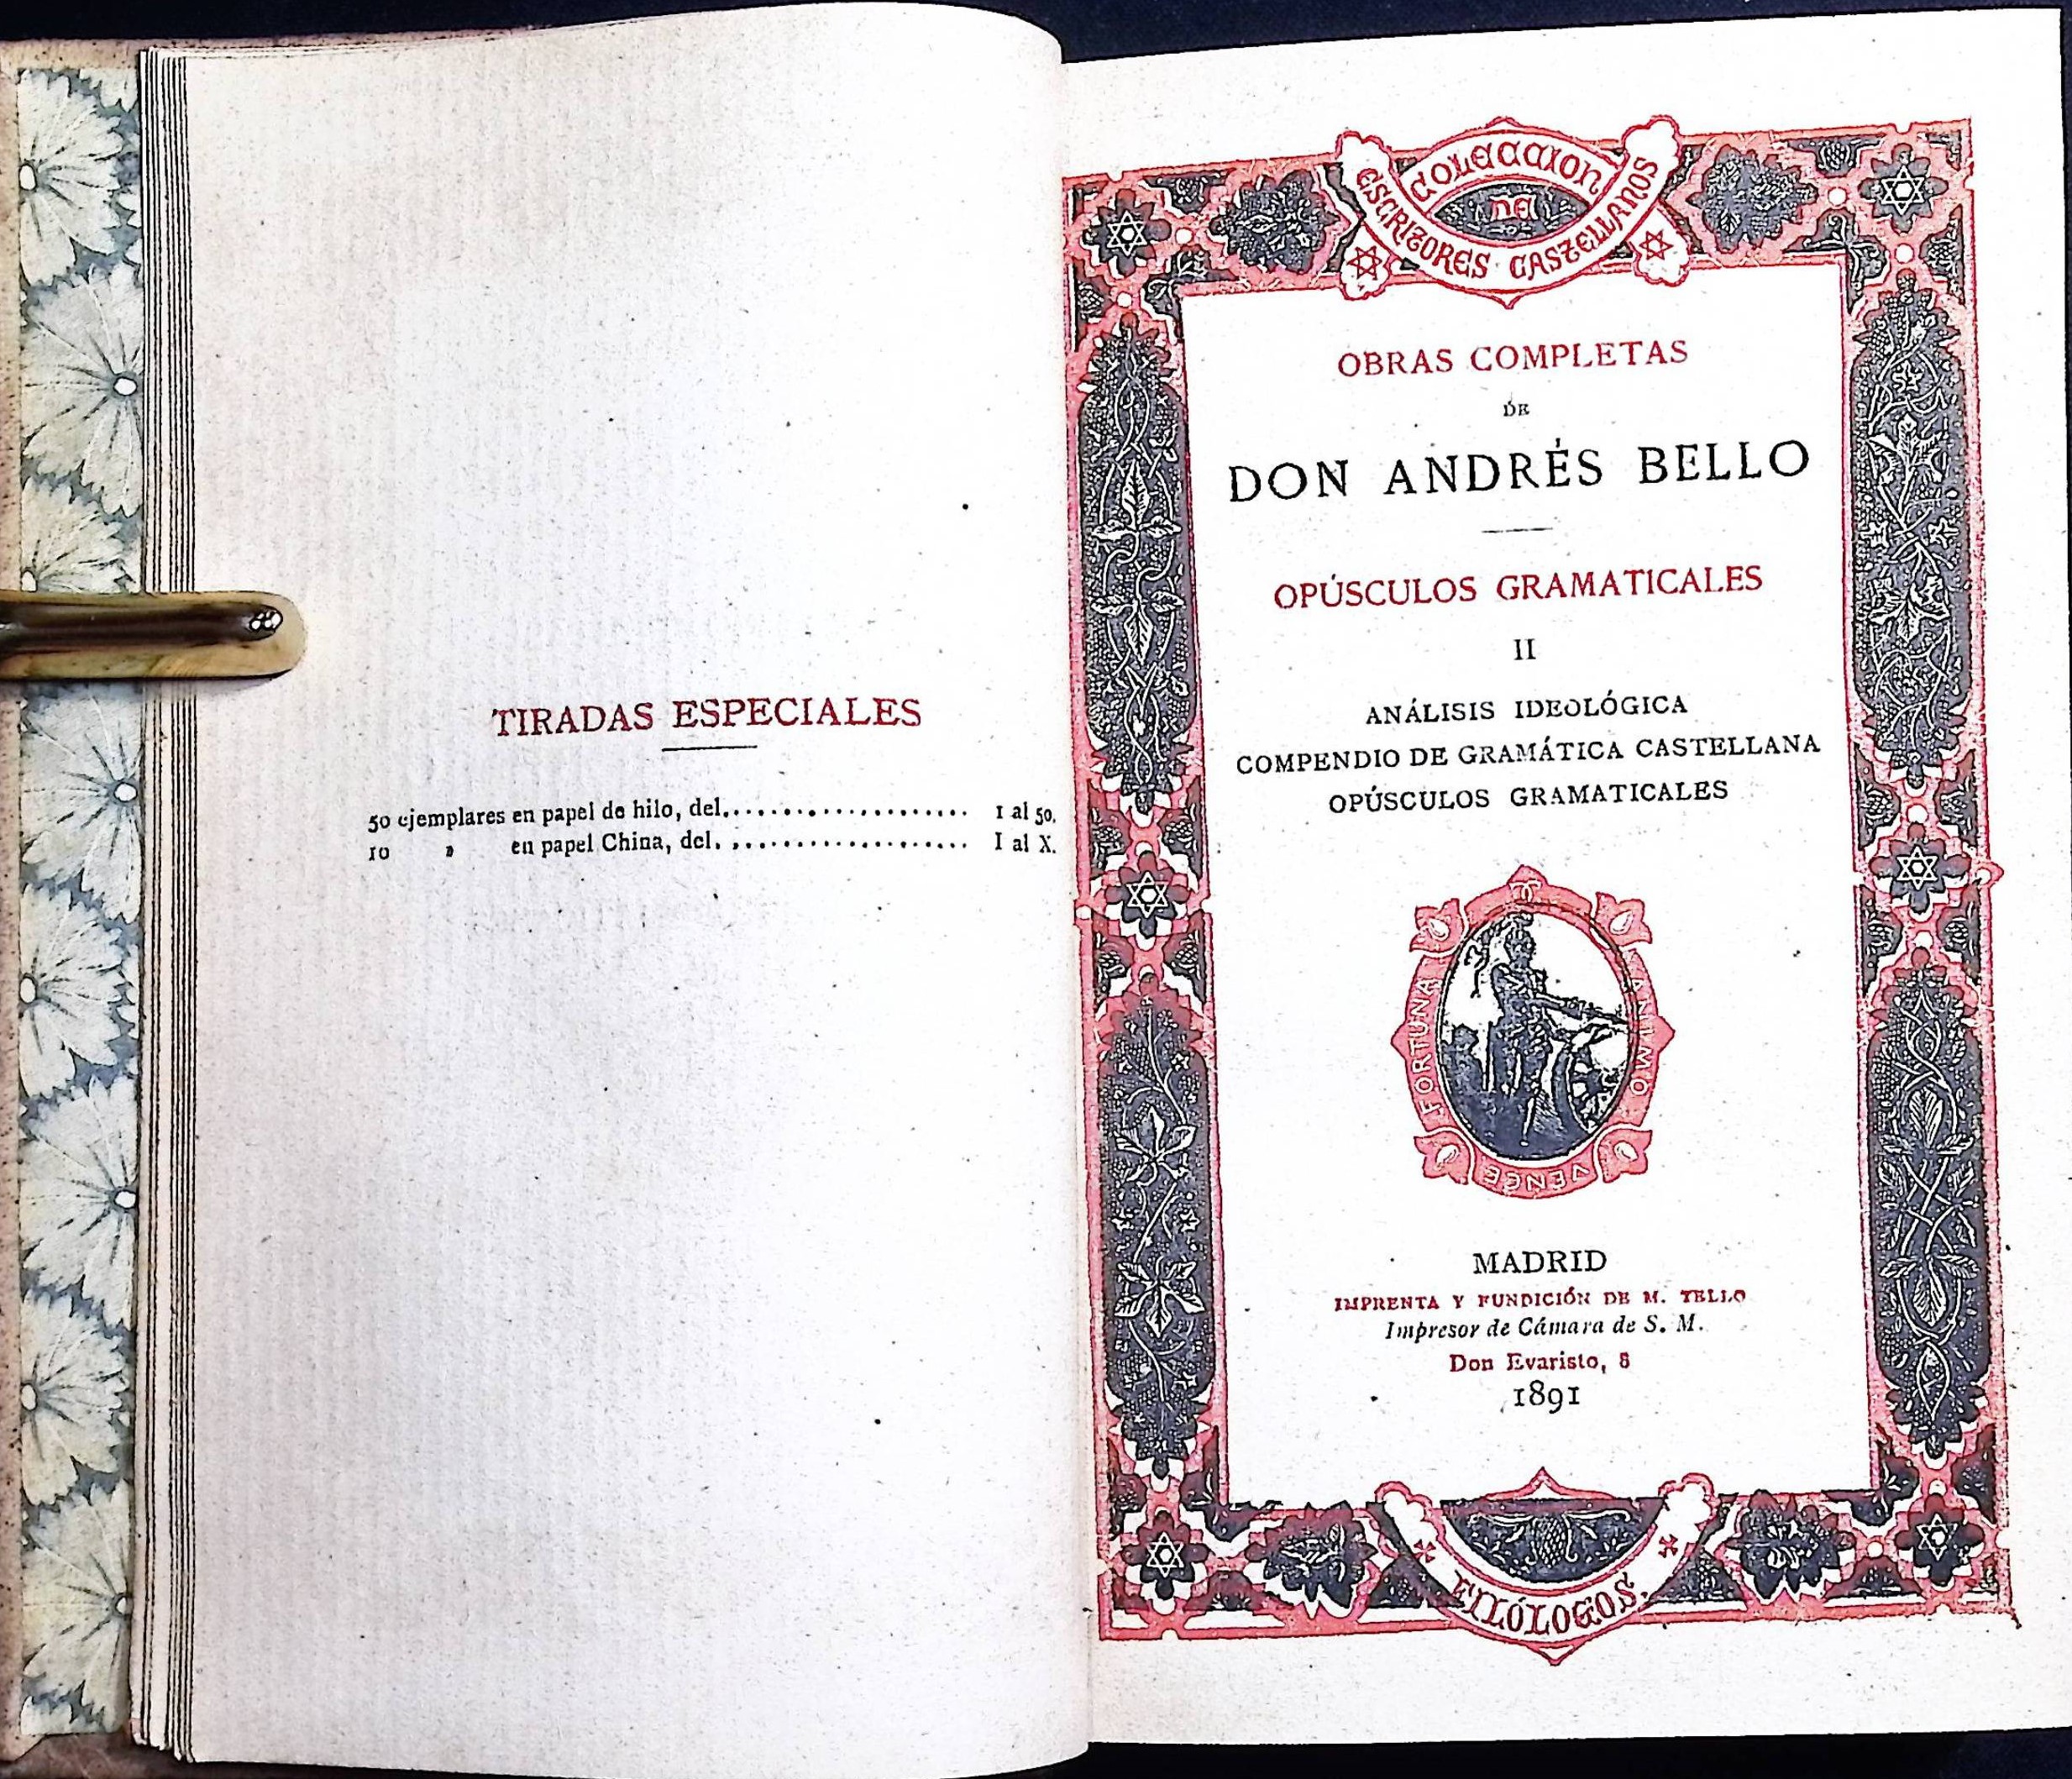 TIRADAS ESPECIALES
50 ejemplares en papel de hilo, del..................... 1 al 50.
10 » en papel China, del..................... I al X.
COLECCION
DE
ESCRITORES CASTELLANOS
OBRAS COMPLETAS
DE
DON ANDRÉS BELLO
OPÚSCULOS GRAMATICALES
II
ANÁLISIS IDEOLÓGICA
COMPENDIO DE GRAMÁTICA CASTELLANA
OPÚSCULOS GRAMATICALES
FORTUNA
ANIMO
VENCE
MADRID
IMPRENTA Y FUNDICIÓN DE M. TELLO
Impresor de Cámara de S. M.
Don Evaristo, 8
1891
FILÓLOGOS.